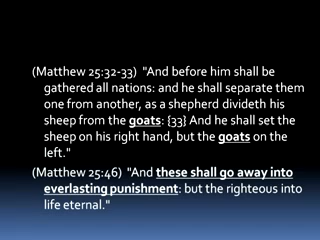 (Matthew 25:32-33)  "And before him shall be
gathered all nations: and he shall separate them
one from another, as a shepherd divideth his
sheep from the goats: {33} And he shall set the
sheep on his right hand, but the goats on the
left."
(Matthew 25:46)  "And these shall go away into
everlasting punishment: but the righteous into
life eternal."